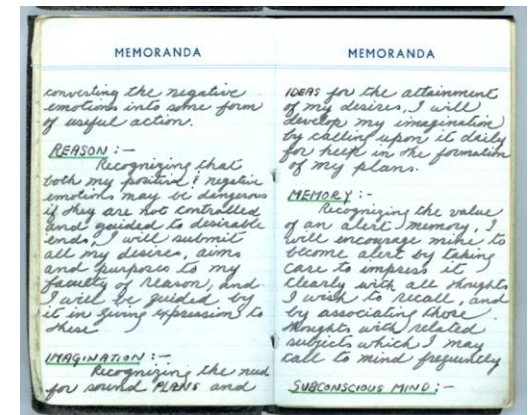 MEMORANDA
converting the negative
emotions into some form
of useful action.
REASON :-
Recognizing that
both my positive & negative
emotions may be dangerous
if they are not controlled
and guided to desirable
ends, I will submit
all my desires, aims
and purposes to my
faculty of reason, and
I will be guided by
it in giving expression to
these
IMAGINATION :-
Recognizing the need
for sound PLANS and
MEMORANDA
IDEAS for the attainment
of my desires, I will
develop my imagination
by calling upon it daily
for help in the formation
of my plans.
MEMORY :-
Recognizing the value
of an alert memory, I
will encourage mine to
become alert by taking
care to impress it
clearly with all thoughts
I wish to recall, and
by associating those
thoughts with related
subjects which I may
call to mind frequently
SUBCONSCIOUS MIND :-